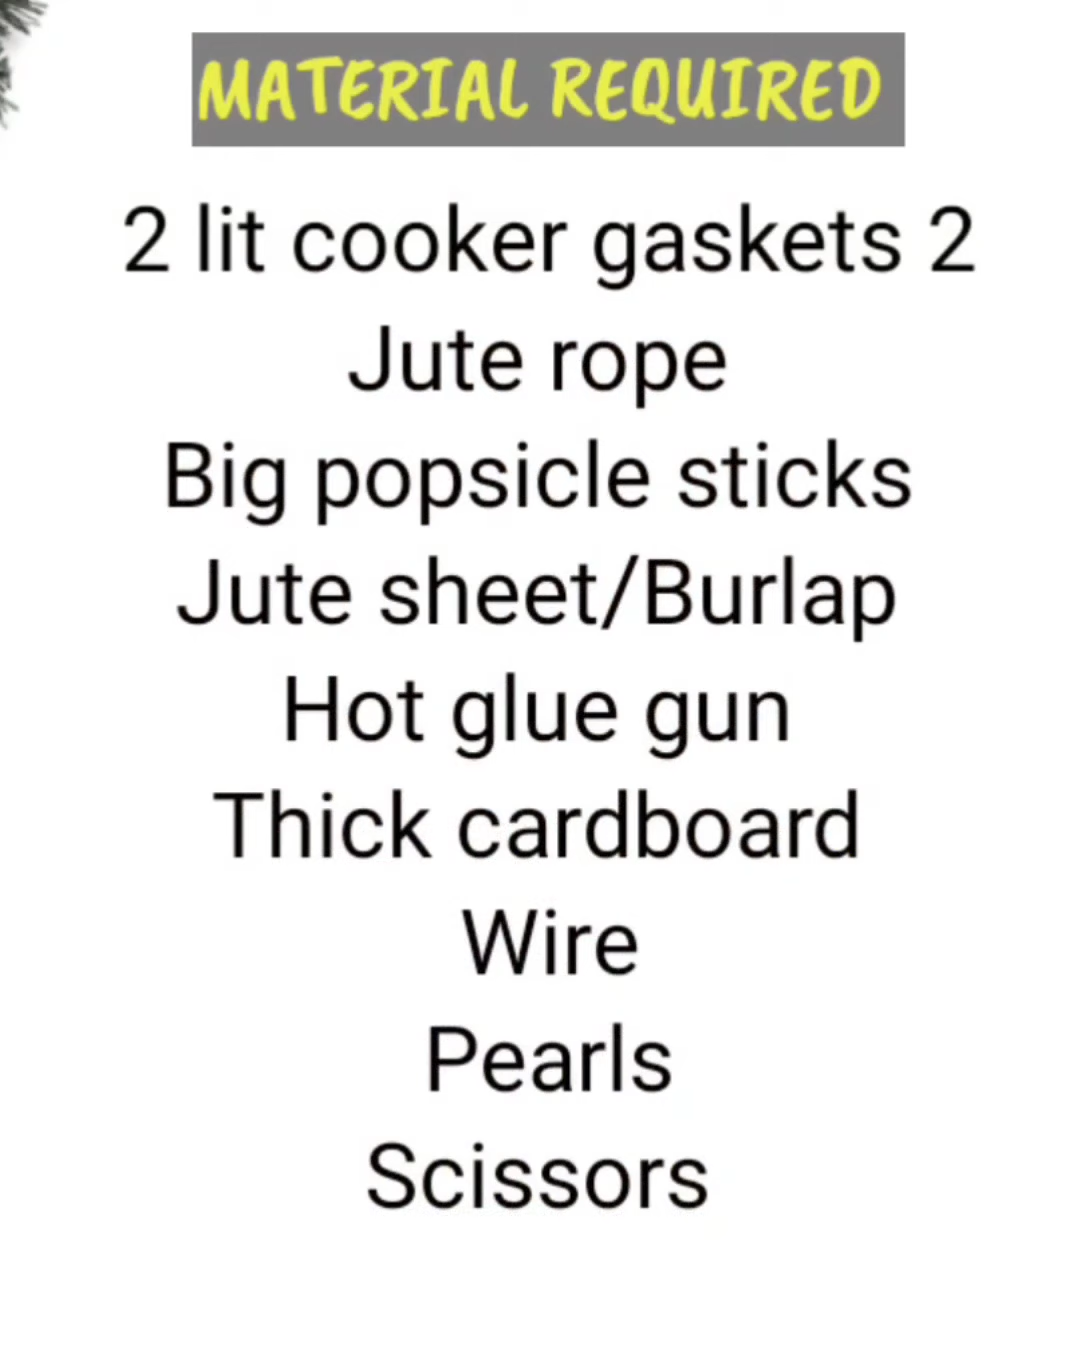 MATERIAL REQUIRED
2 lit cooker gaskets 2
Jute rope
Big popsicle sticks
Jute sheet/Burlap
Hot glue gun
Thick cardboard
Wire
Pearls
Scissors